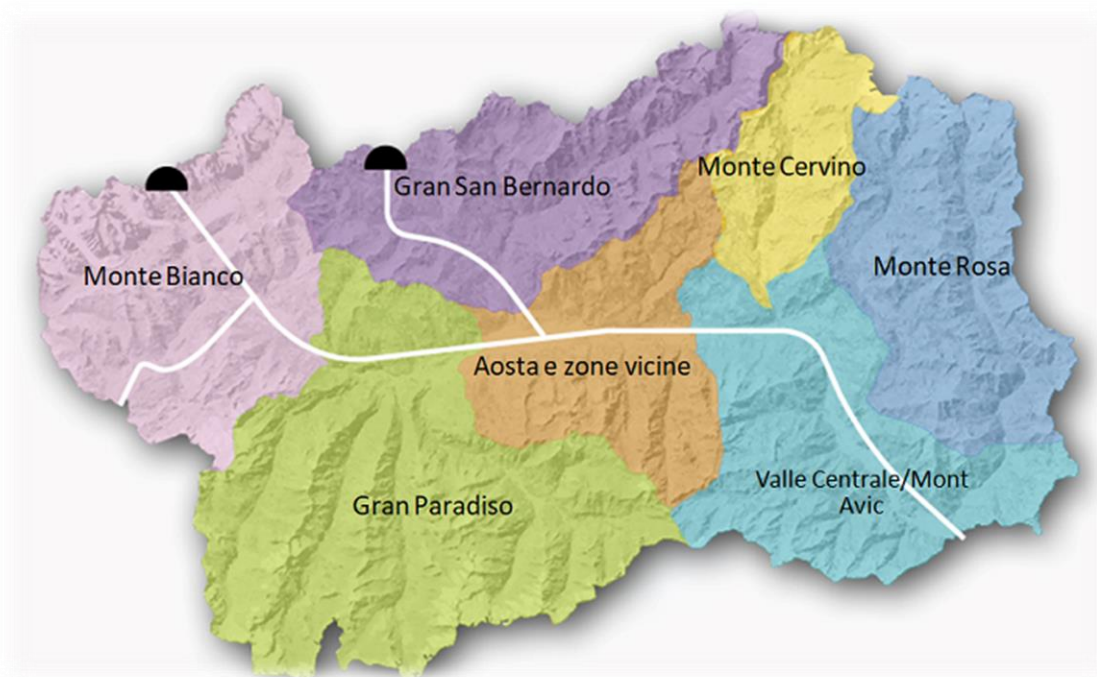 Monte Cervino
Gran San Bernardo
Monte Bianco
Monte Rosa
Aosta e zone vicine
Valle Centrale/Mont
Avic
Gran Paradiso